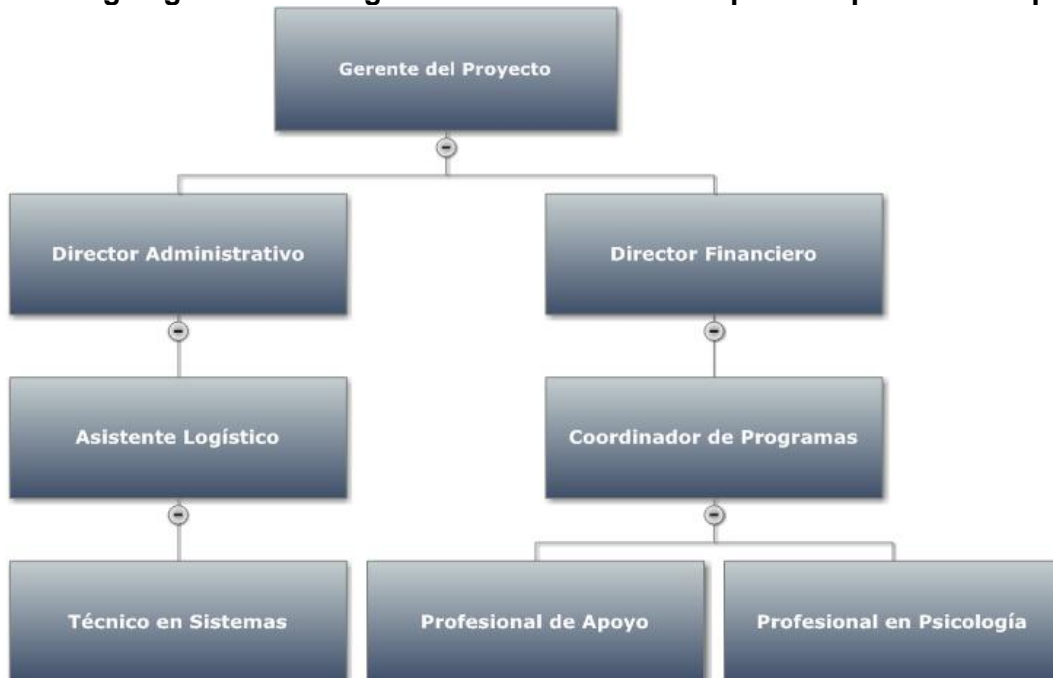 Gerente del Proyecto
Director Administrativo
Director Financiero
Asistente Logístico
Coordinador de Programas
Técnico en Sistemas
Profesional de Apoyo
Profesional en Psicología